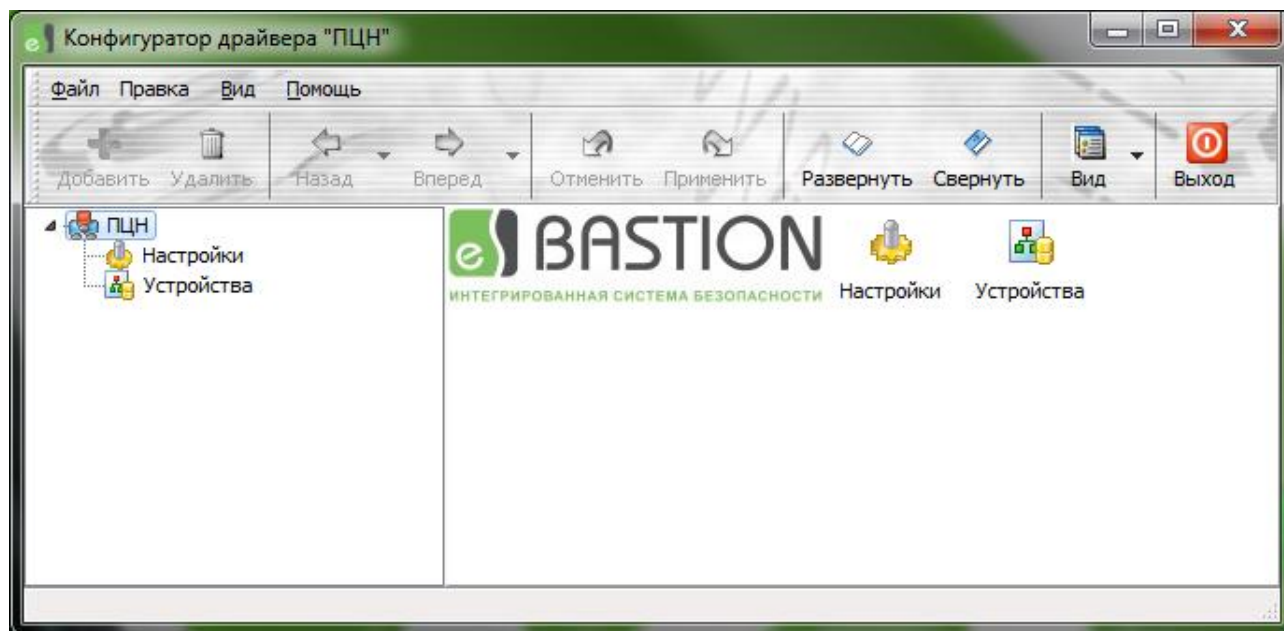 Конфигуратор драйвера "ПЦН"
Файл Правка Вид Помощь
Добавить Удалить Назад Вперед Отменить Применить Развернуть Свернуть Вид Выход
ПЦН
Настройки
Устройства
eS BASTION
ИНТЕГРИРОВАННАЯ СИСТЕМА БЕЗОПАСНОСТИ
Настройки Устройства